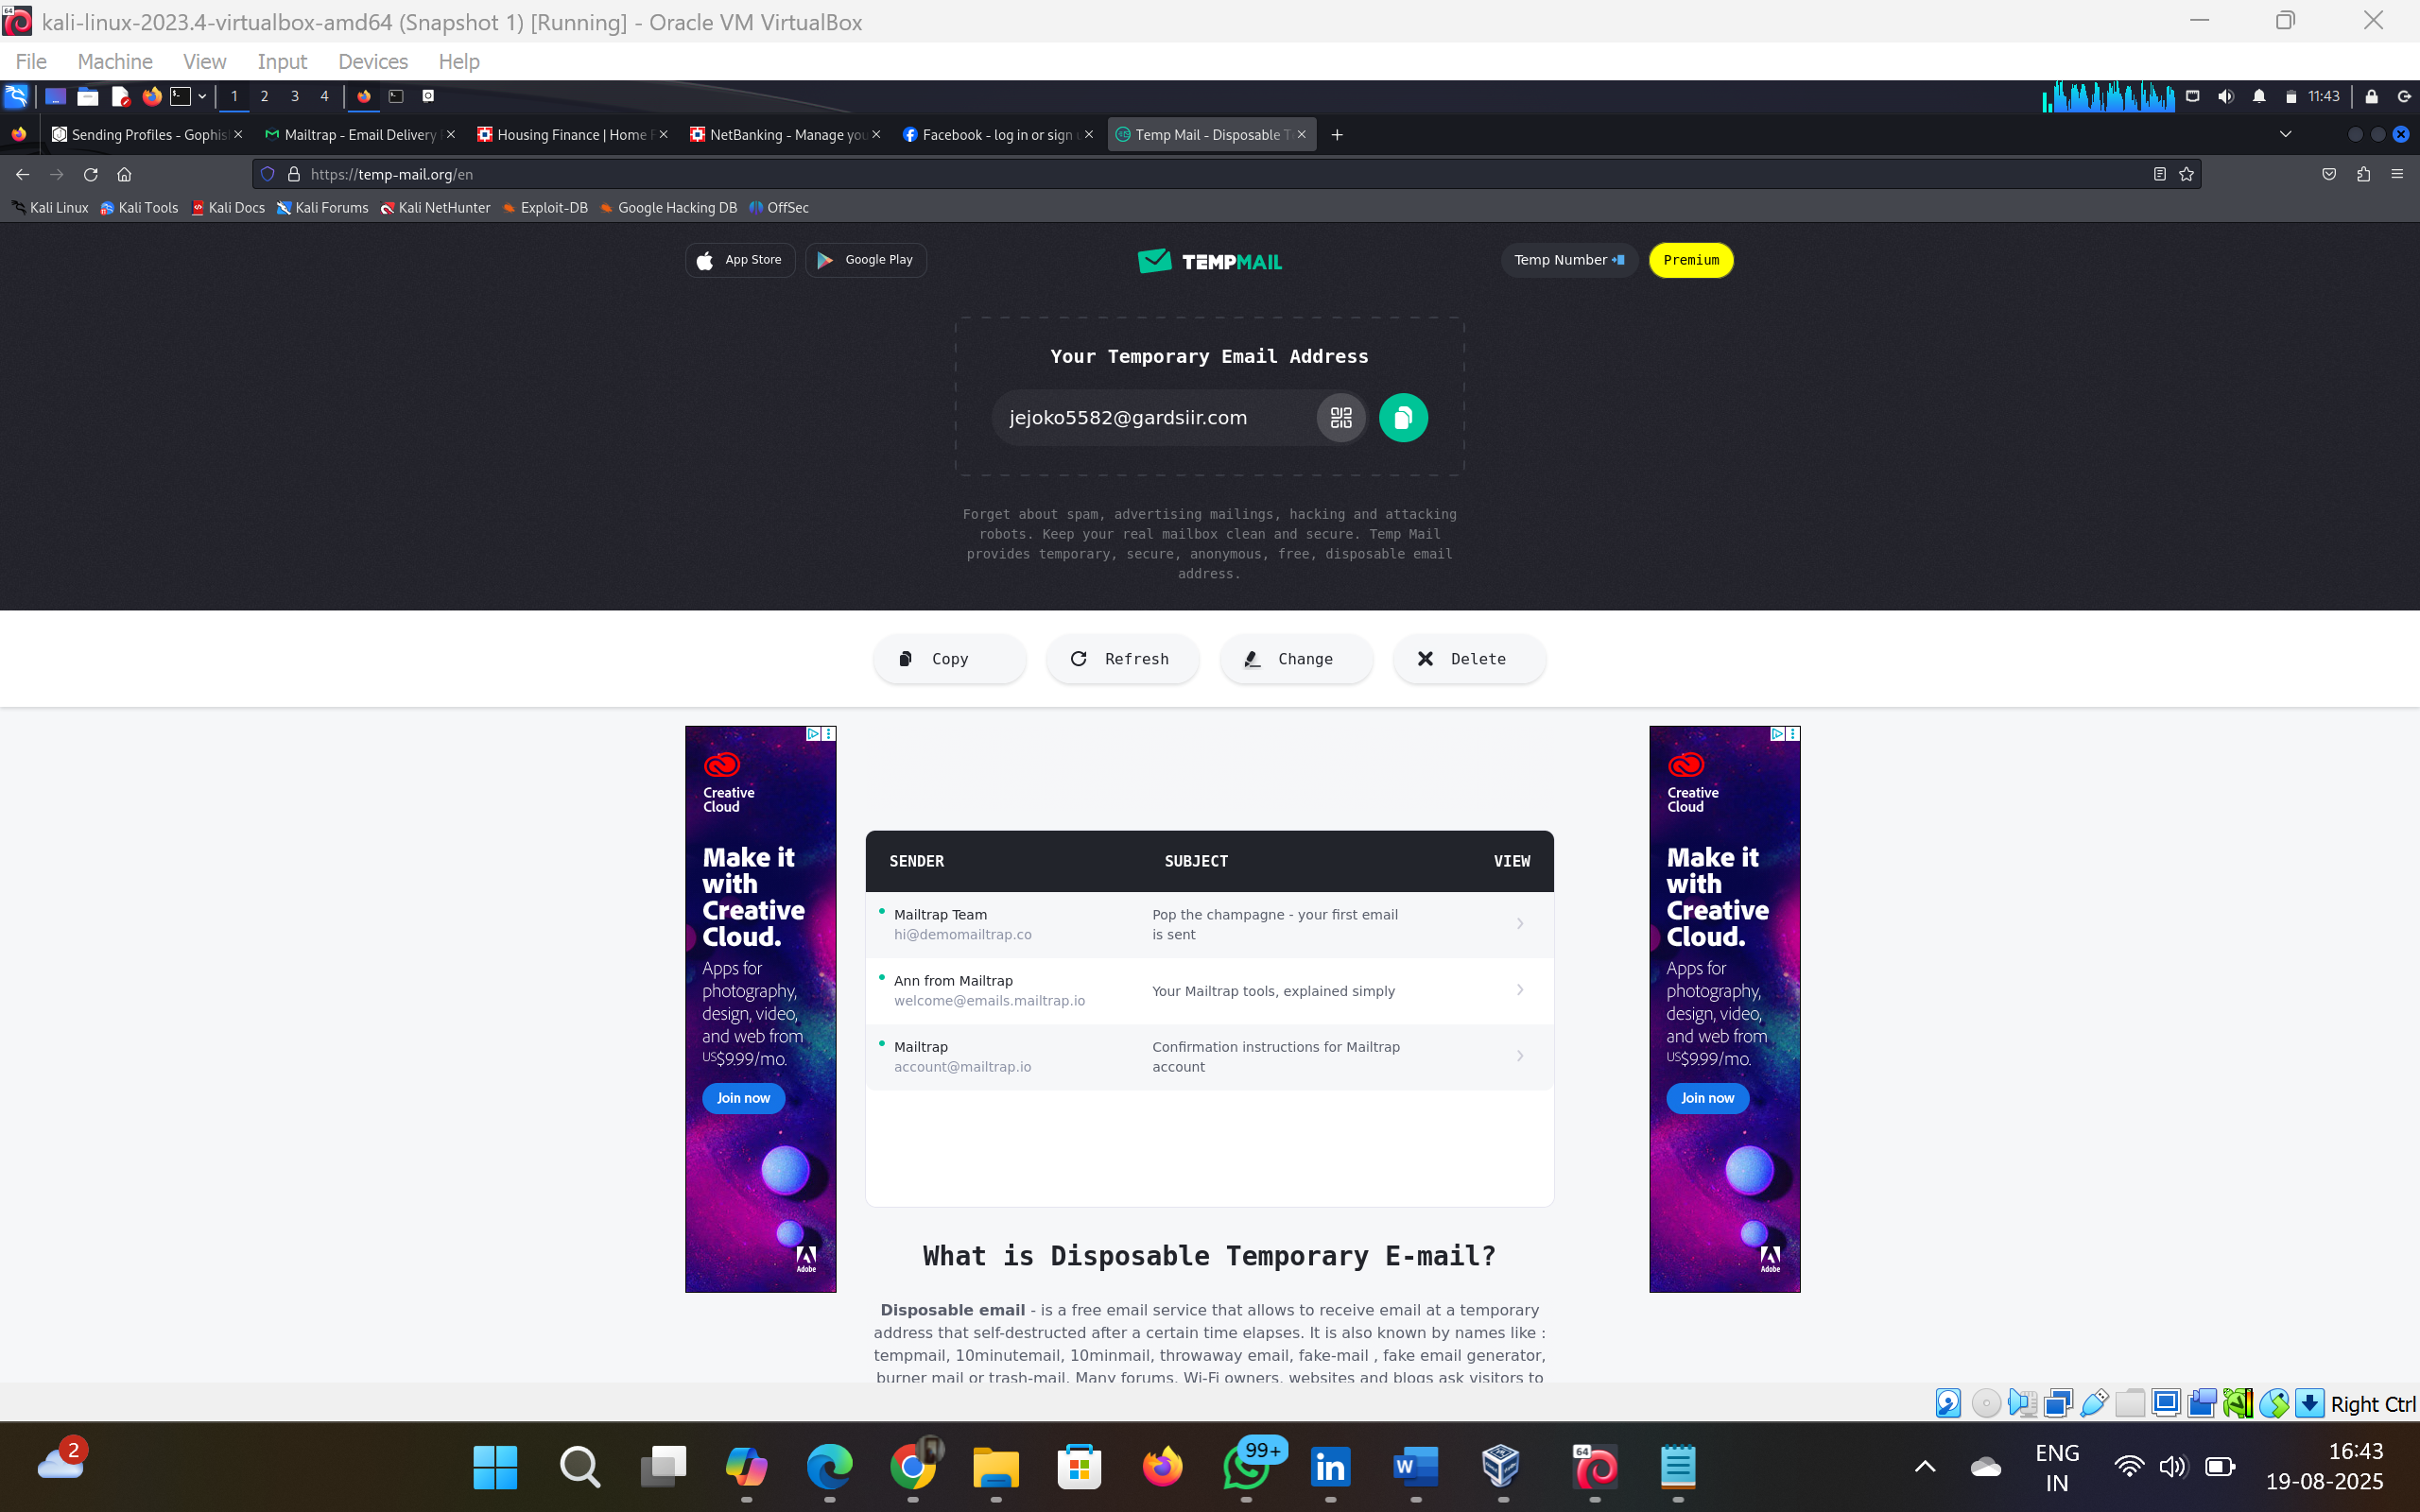 kali-linux-2023.4-virtualbox-amd64 (Snapshot 1) [Running] - Oracle VM VirtualBox
File Machine View Input Devices Help
1 2 3 4 11:43
Sending Profiles - Gophis Mailtrap - Email Delivery Housing Finance | Home F NetBanking - Manage you Facebook - log in or sign Temp Mail - Disposable T
https://temp-mail.org/en
Kali Linux Kali Tools Kali Docs Kali Forums Kali NetHunter Exploit-DB Google Hacking DB OffSec
App Store Google Play TEMPMAIL Temp Number Premium
Your Temporary Email Address
jejoko5582@gardsiir.com
Forget about spam, advertising mailings, hacking and attacking
robots. Keep your real mailbox clean and secure. Temp Mail
provides temporary, secure, anonymous, free, disposable email
address.
Copy Refresh Change Delete
Creative
Cloud
Make it
with
Creative
Cloud.
Apps for
photography,
design, video,
and web from
US$9.99/mo.
Join now
Adobe
SENDER SUBJECT VIEW
Mailtrap Team
hi@demomailtrap.co
Pop the champagne - your first email
is sent
Ann from Mailtrap
welcome@emails.mailtrap.io
Your Mailtrap tools, explained simply
Mailtrap
account@mailtrap.io
Confirmation instructions for Mailtrap
account
Creative
Cloud
Make it
with
Creative
Cloud.
Apps for
photography,
design, video,
and web from
US$9.99/mo.
Join now
Adobe
What is Disposable Temporary E-mail?
Disposable email - is a free email service that allows to receive email at a temporary
address that self-destructed after a certain time elapses. It is also known by names like :
tempmail, 10minutemail, 10minmail, throwaway email, fake-mail , fake email generator,
burner mail or trash-mail. Many forums, Wi-Fi owners, websites and blogs ask visitors to
Right Ctrl
2
99+
64
ENG
IN
16:43
19-08-2025